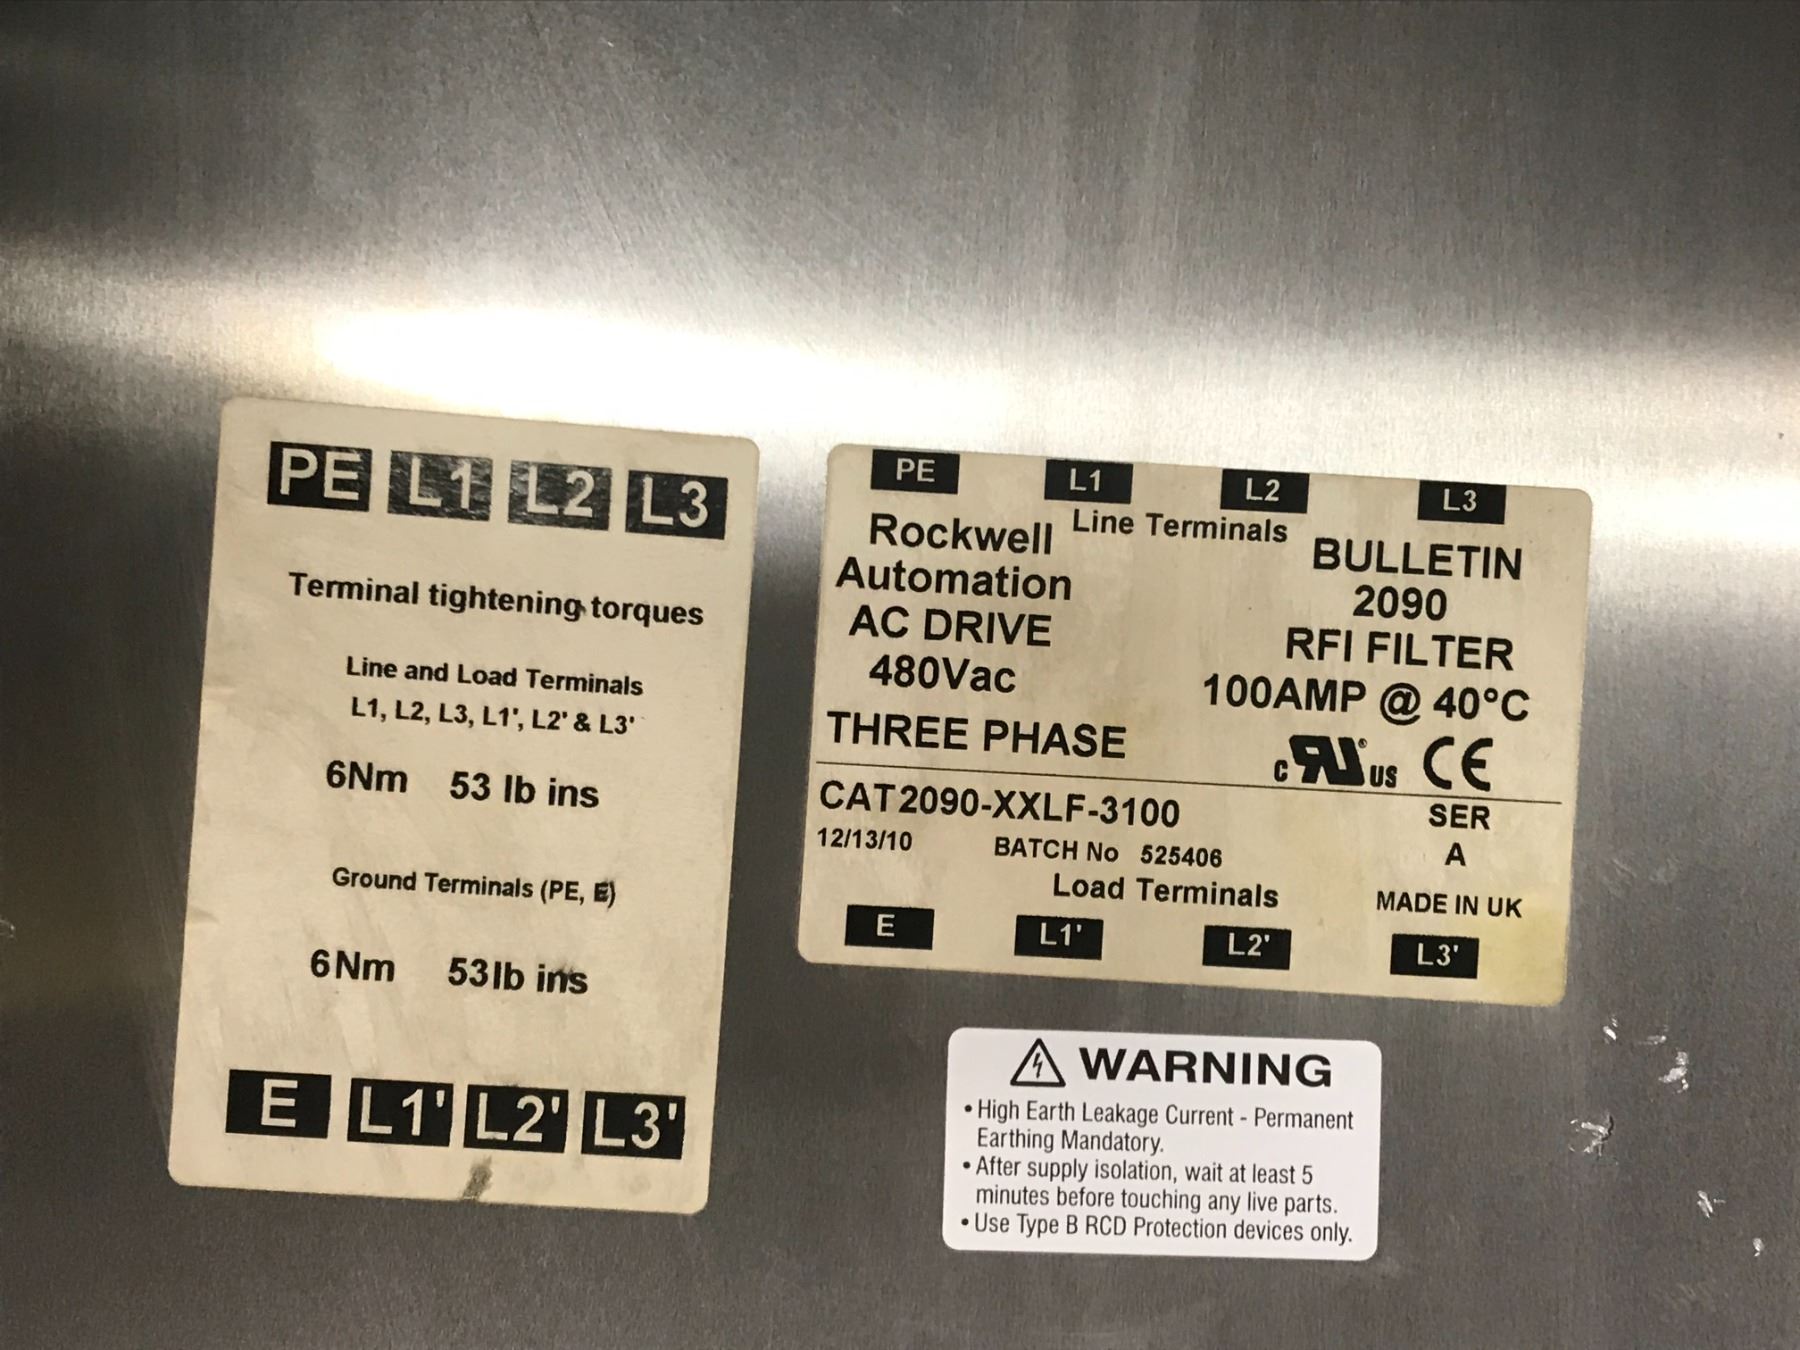 PE L1 L2 L3
Terminal tightening torques
Line and Load Terminals
L1, L2, L3, L1', L2' & L3'
6Nm 53 lb ins
Ground Terminals (PE, E)
6Nm 53lb ins
E L1' L2' L3'
PE L1 L2 L3
Line Terminals
Rockwell
Automation
AC DRIVE
480Vac
THREE PHASE
BULLETIN
2090
RFI FILTER
100AMP @ 40°C
c RU ® US CE
CAT2090-XXLF-3100
SER
A
12/13/10 BATCH No 525406
Load Terminals
MADE IN UK
E L1' L2' L3'
WARNING
• High Earth Leakage Current - Permanent
Earthing Mandatory.
• After supply isolation, wait at least 5
minutes before touching any live parts.
• Use Type B RCD Protection devices only.